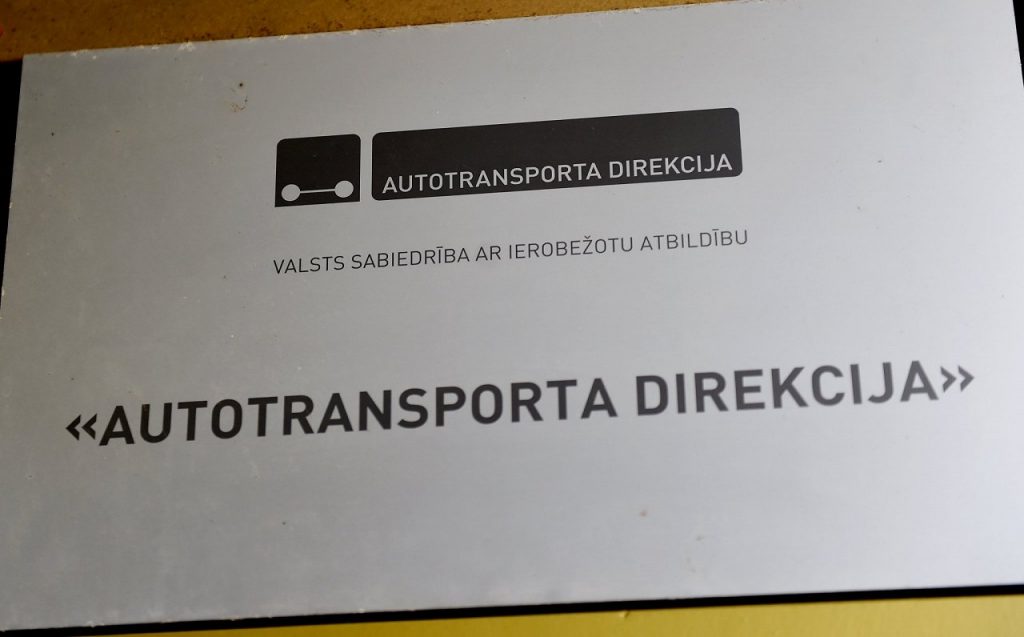 AUTOTRANSPORTA DIREKCIJA
VALSTS SABIEDRĪBA AR IEROBEŽOTU ATBILDĪBU
«AUTOTRANSPORTA DIREKCIJA»